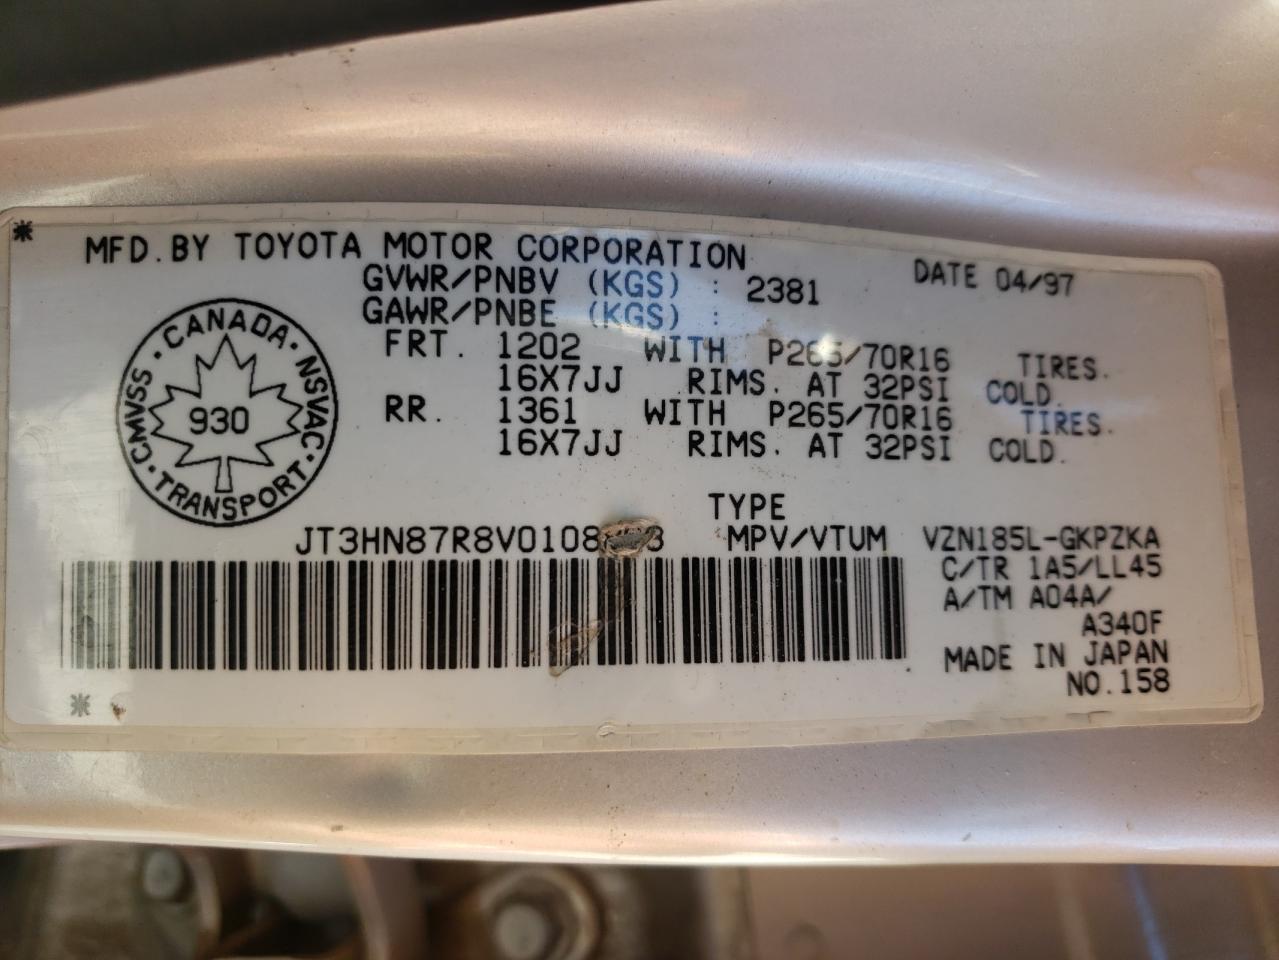 MFD.BY TOYOTA MOTOR CORPORATION DATE 04/97
GVWR/PNBV (KGS) : 2381
GAWR/PNBE (KGS) :
FRT. 1202 WITH P265/70R16 TIRES.
16X7JJ RIMS. AT 32PSI COLD.
RR. 1361 WITH P265/70R16 TIRES.
16X7JJ RIMS. AT 32PSI COLD.
CANADA · NSVAC · TRANSPORT · CMVSS ·
930
TYPE
MPV/VTUM VZN185L-GKPZKA
C/TR 1A5/LL45
A/TM A04A/
A340F
MADE IN JAPAN
NO.158